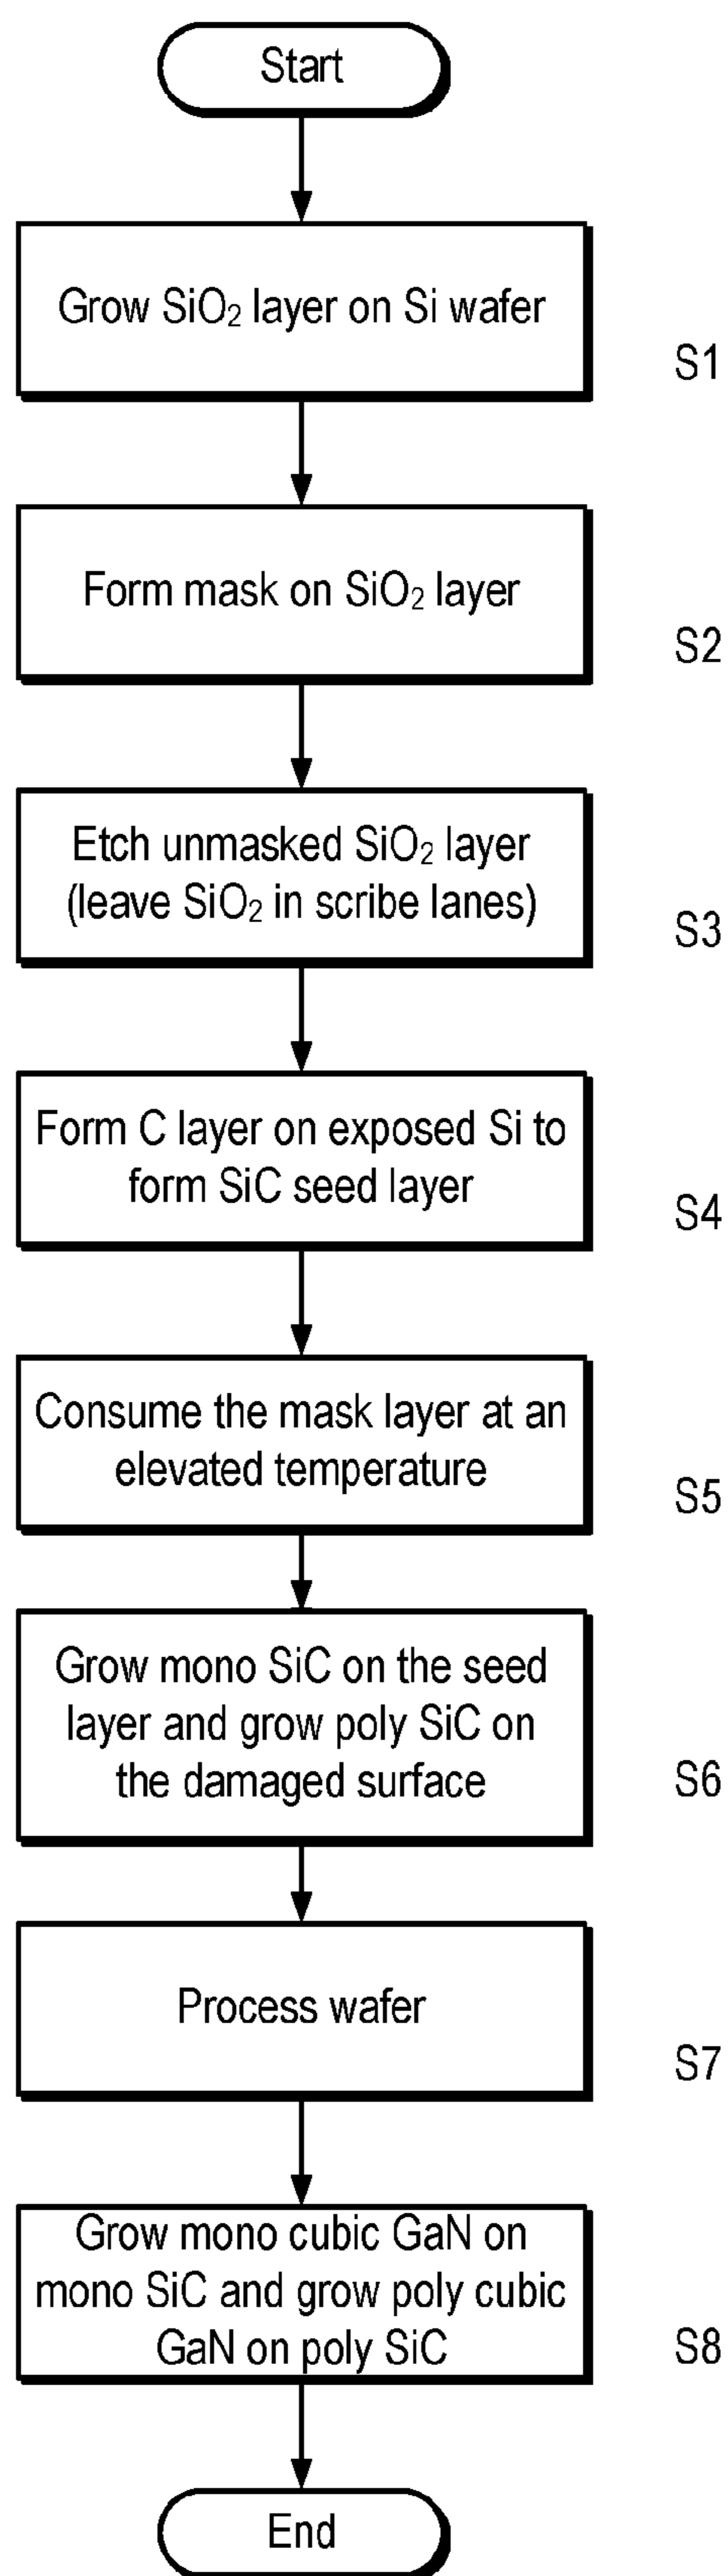 Start
Grow SiO₂ layer on Si wafer
S1
Form mask on SiO₂ layer
S2
Etch unmasked SiO₂ layer
(leave SiO₂ in scribe lanes)
S3
Form C layer on exposed Si to
form SiC seed layer
S4
Consume the mask layer at an
elevated temperature
S5
Grow mono SiC on the seed
layer and grow poly SiC on
the damaged surface
S6
Process wafer
S7
Grow mono cubic GaN on
mono SiC and grow poly cubic
GaN on poly SiC
S8
End